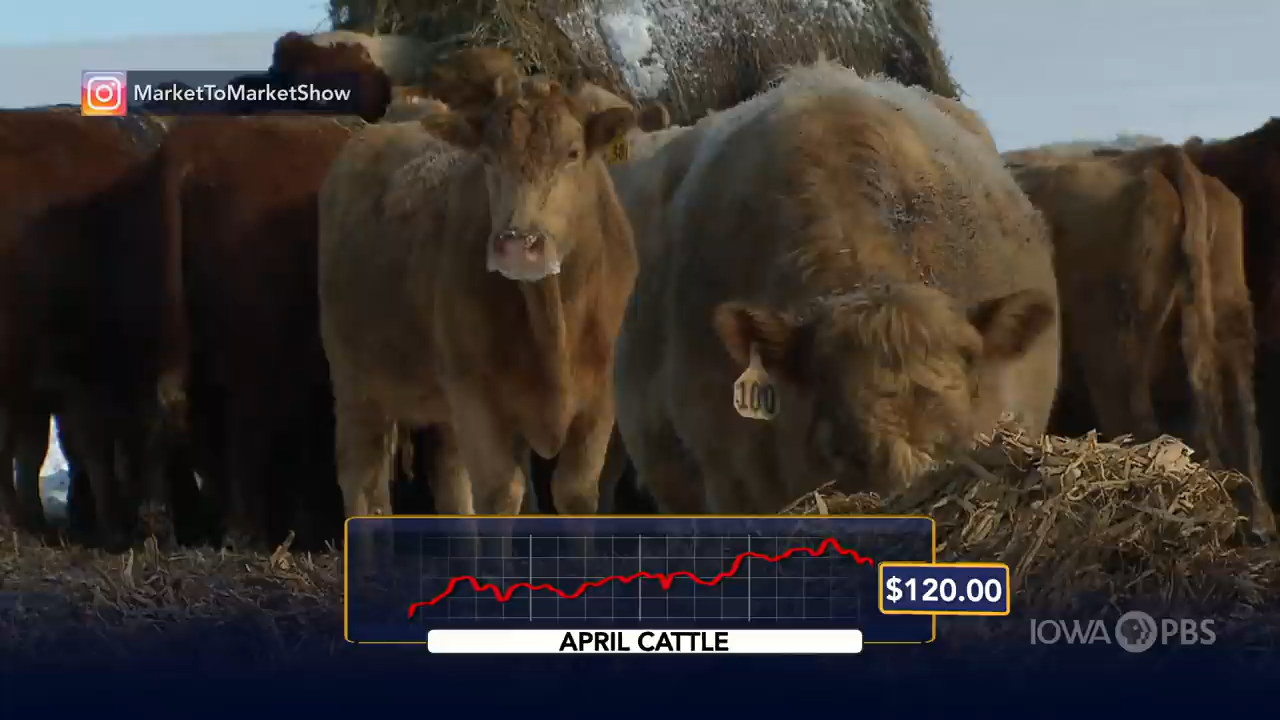 MarketToMarketShow
100
$120.00
APRIL CATTLE
IOWA PBS